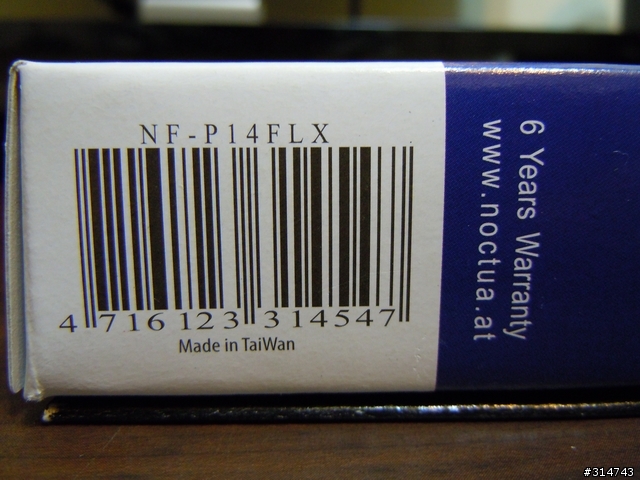 NF-P14FLX
4 716123 314547
Made in TaiWan
6 Years Warranty
www.noctua.at
#314743